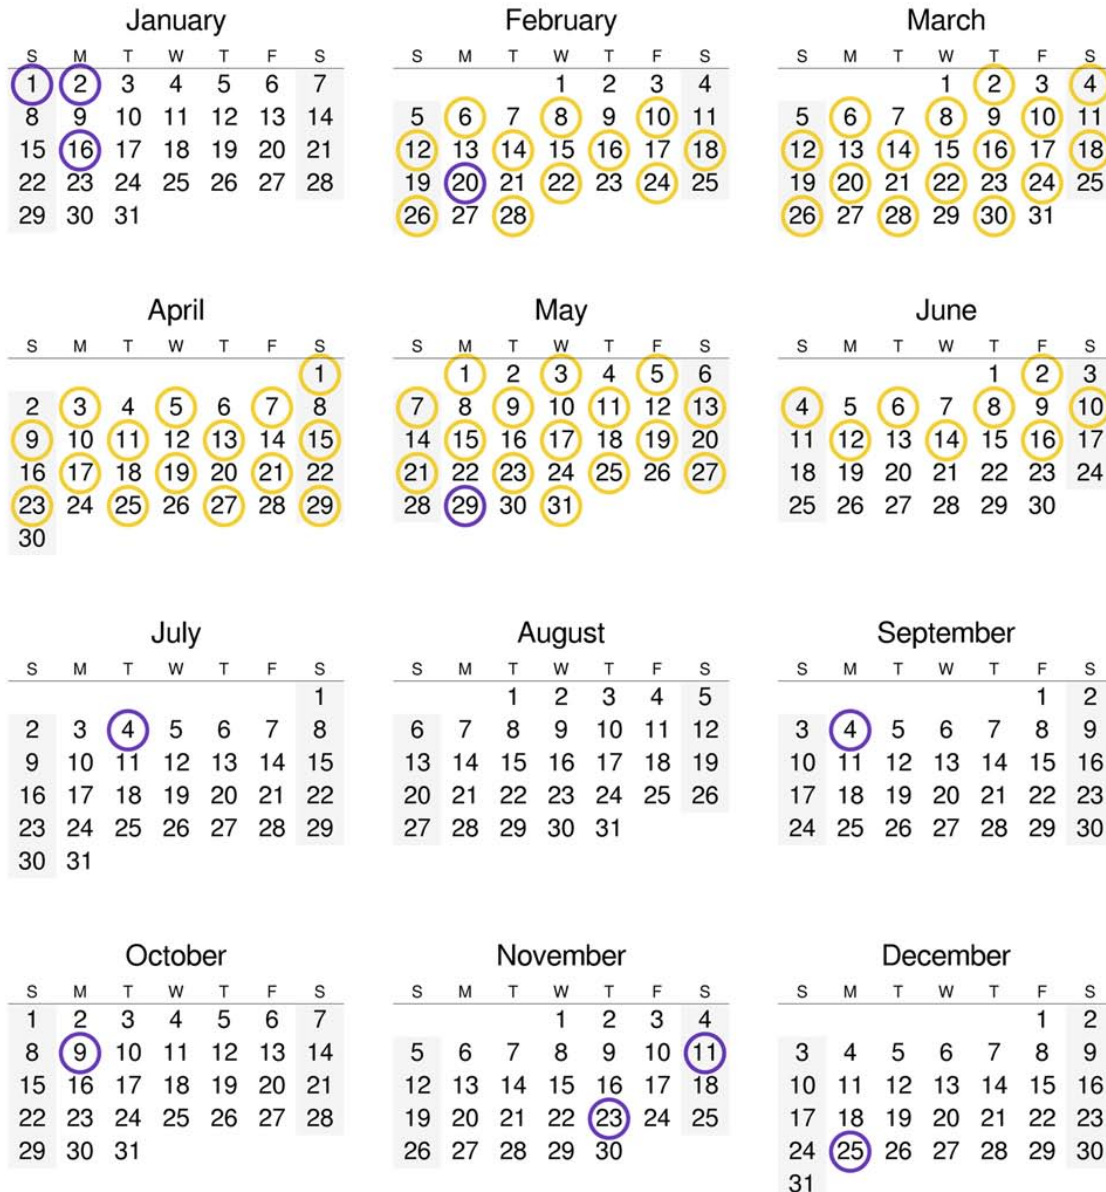 January
S M T W T F S
1 2 3 4 5 6 7
8 9 10 11 12 13 14
15 16 17 18 19 20 21
22 23 24 25 26 27 28
29 30 31
February
S M T W T F S
1 2 3 4
5 6 7 8 9 10 11
12 13 14 15 16 17 18
19 20 21 22 23 24 25
26 27 28
March
S M T W T F S
1 2 3 4
5 6 7 8 9 10 11
12 13 14 15 16 17 18
19 20 21 22 23 24 25
26 27 28 29 30 31
April
S M T W T F S
1
2 3 4 5 6 7 8
9 10 11 12 13 14 15
16 17 18 19 20 21 22
23 24 25 26 27 28 29
30
May
S M T W T F S
1 2 3 4 5 6
7 8 9 10 11 12 13
14 15 16 17 18 19 20
21 22 23 24 25 26 27
28 29 30 31
June
S M T W T F S
1 2 3
4 5 6 7 8 9 10
11 12 13 14 15 16 17
18 19 20 21 22 23 24
25 26 27 28 29 30
July
S M T W T F S
1
2 3 4 5 6 7 8
9 10 11 12 13 14 15
16 17 18 19 20 21 22
23 24 25 26 27 28 29
30 31
August
S M T W T F S
1 2 3 4 5
6 7 8 9 10 11 12
13 14 15 16 17 18 19
20 21 22 23 24 25 26
27 28 29 30 31
September
S M T W T F S
1 2
3 4 5 6 7 8 9
10 11 12 13 14 15 16
17 18 19 20 21 22 23
24 25 26 27 28 29 30
October
S M T W T F S
1 2 3 4 5 6 7
8 9 10 11 12 13 14
15 16 17 18 19 20 21
22 23 24 25 26 27 28
29 30 31
November
S M T W T F S
1 2 3 4
5 6 7 8 9 10 11
12 13 14 15 16 17 18
19 20 21 22 23 24 25
26 27 28 29 30
December
S M T W T F S
1 2
3 4 5 6 7 8 9
10 11 12 13 14 15 16
17 18 19 20 21 22 23
24 25 26 27 28 29 30
31